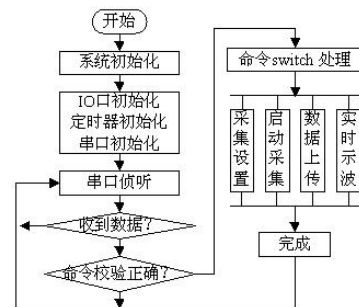 开始
系统初始化
IO口初始化
定时器初始化
串口初始化
串口侦听
收到数据?
命令校验正确?
命令switch 处理
采集设置
启动采集
数据上传
实时示波
完成